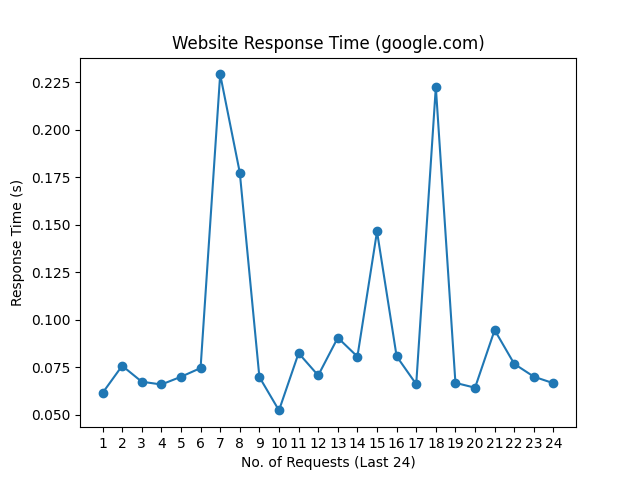 Website Response Time (google.com)
0.225
0.200
0.175
0.150
0.125
0.100
0.075
0.050
Response Time (s)
1 2 3 4 5 6 7 8 9 10 11 12 13 14 15 16 17 18 19 20 21 22 23 24
No. of Requests (Last 24)